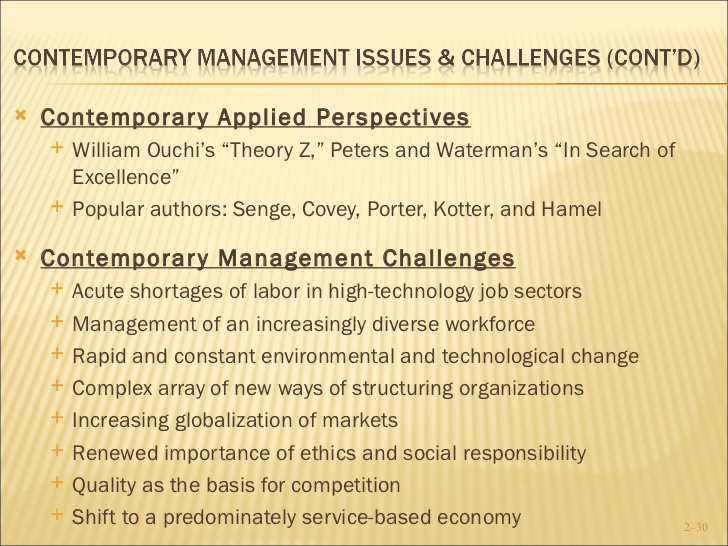 CONTEMPORARY MANAGEMENT ISSUES & CHALLENGES (CONT’D)
Contemporary Applied Perspectives
William Ouchi’s “Theory Z,” Peters and Waterman’s “In Search of
Excellence”
Popular authors: Senge, Covey, Porter, Kotter, and Hamel
Contemporary Management Challenges
Acute shortages of labor in high-technology job sectors
Management of an increasingly diverse workforce
Rapid and constant environmental and technological change
Complex array of new ways of structuring organizations
Increasing globalization of markets
Renewed importance of ethics and social responsibility
Quality as the basis for competition
Shift to a predominately service-based economy
2–30